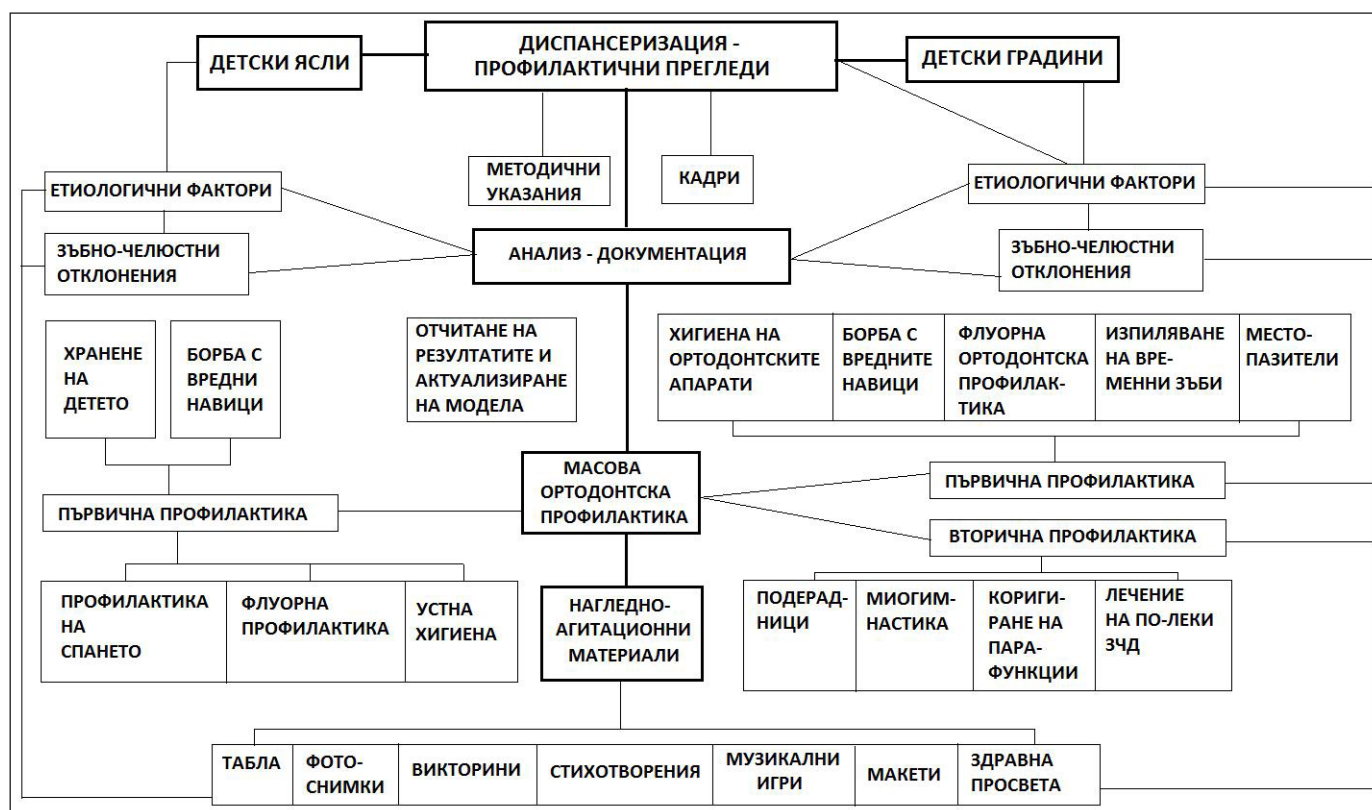 ДИСПАНСЕРИЗАЦИЯ -
ПРОФИЛАКТИЧНИ ПРЕГЛЕДИ
ДЕТСКИ ЯСЛИ
ДЕТСКИ ГРАДИНИ
МЕТОДИЧНИ
УКАЗАНИЯ
КАДРИ
ЕТИОЛОГИЧНИ ФАКТОРИ
ЕТИОЛОГИЧНИ ФАКТОРИ
ЗЪБНО-ЧЕЛЮСТНИ
ОТКЛОНЕНИЯ
АНАЛИЗ - ДОКУМЕНТАЦИЯ
ЗЪБНО-ЧЕЛЮСТНИ
ОТКЛОНЕНИЯ
ХРАНЕНЕ
НА
ДЕТЕТО
БОРБА С
ВРЕДНИ
НАВИЦИ
ОТЧИТАНЕ НА
РЕЗУЛТАТИТЕ И
АКТУАЛИЗИРАНЕ
НА МОДЕЛА
ХИГИЕНА НА
ОРТОДОНТСКИТЕ
АПАРАТИ
БОРБА С
ВРЕДНИТЕ
НАВИЦИ
ФЛУОРНА
ОРТОДОНТСКА
ПРОФИЛАК-
ТИКА
ИЗПИЛЯВАНЕ
НА ВРЕ-
МЕННИ ЗЪБИ
МЕСТО-
ПАЗИТЕЛИ
МАСОВА
ОРТОДОНТСКА
ПРОФИЛАКТИКА
ПЪРВИЧНА ПРОФИЛАКТИКА
ПЪРВИЧНА ПРОФИЛАКТИКА
ВТОРИЧНА ПРОФИЛАКТИКА
ПРОФИЛАКТИКА
НА
СПАНЕТО
ФЛУОРНА
ПРОФИЛАКТИКА
УСТНА
ХИГИЕНА
НАГЛЕДНО-
АГИТАЦИОННИ
МАТЕРИАЛИ
ПОДЕРАД-
НИЦИ
МИОГИМ-
НАСТИКА
КОРИГИ-
РАНЕ НА
ПАРА-
ФУНКЦИИ
ЛЕЧЕНИЕ
НА ПО-ЛЕКИ
ЗЧД
ТАБЛА
ФОТО-
СНИМКИ
ВИКТОРИНИ
СТИХОТВОРЕНИЯ
МУЗИКАЛНИ
ИГРИ
МАКЕТИ
ЗДРАВНА
ПРОСВЕТА